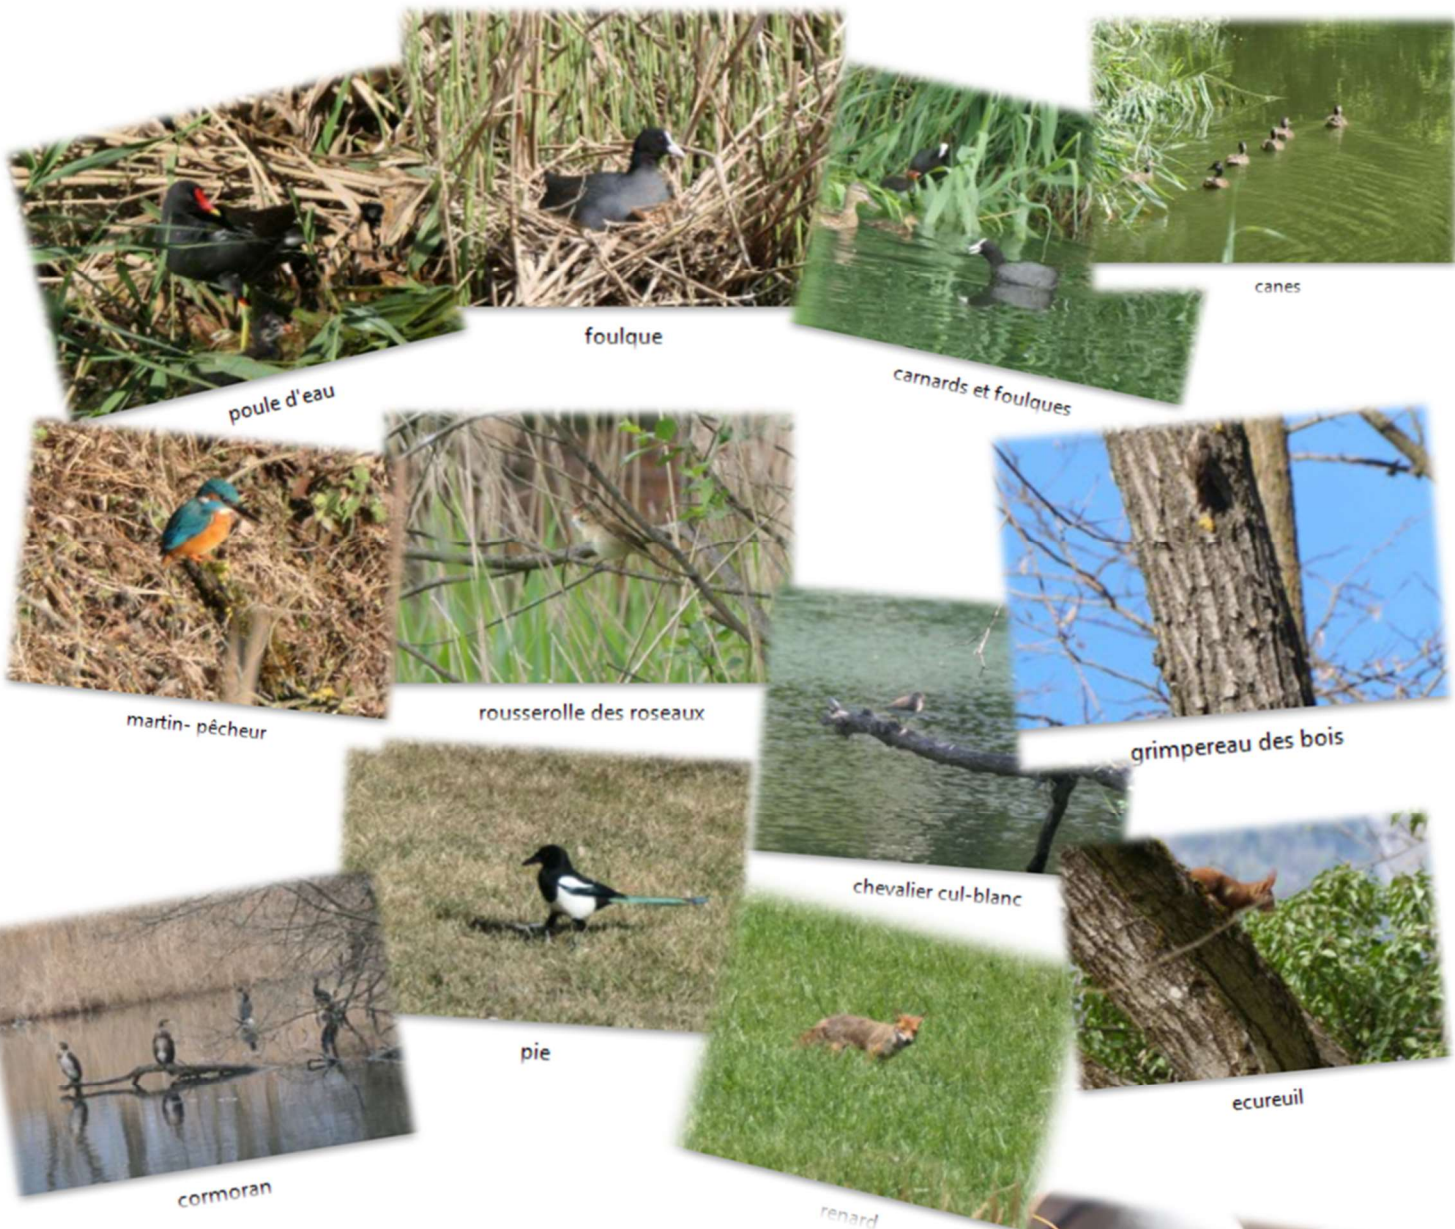 foulque
canes
carnards et foulques
poule d'eau
martin- pêcheur
rousserolle des roseaux
grimpereau des bois
chevalier cul-blanc
pie
ecureuil
cormoran
renard